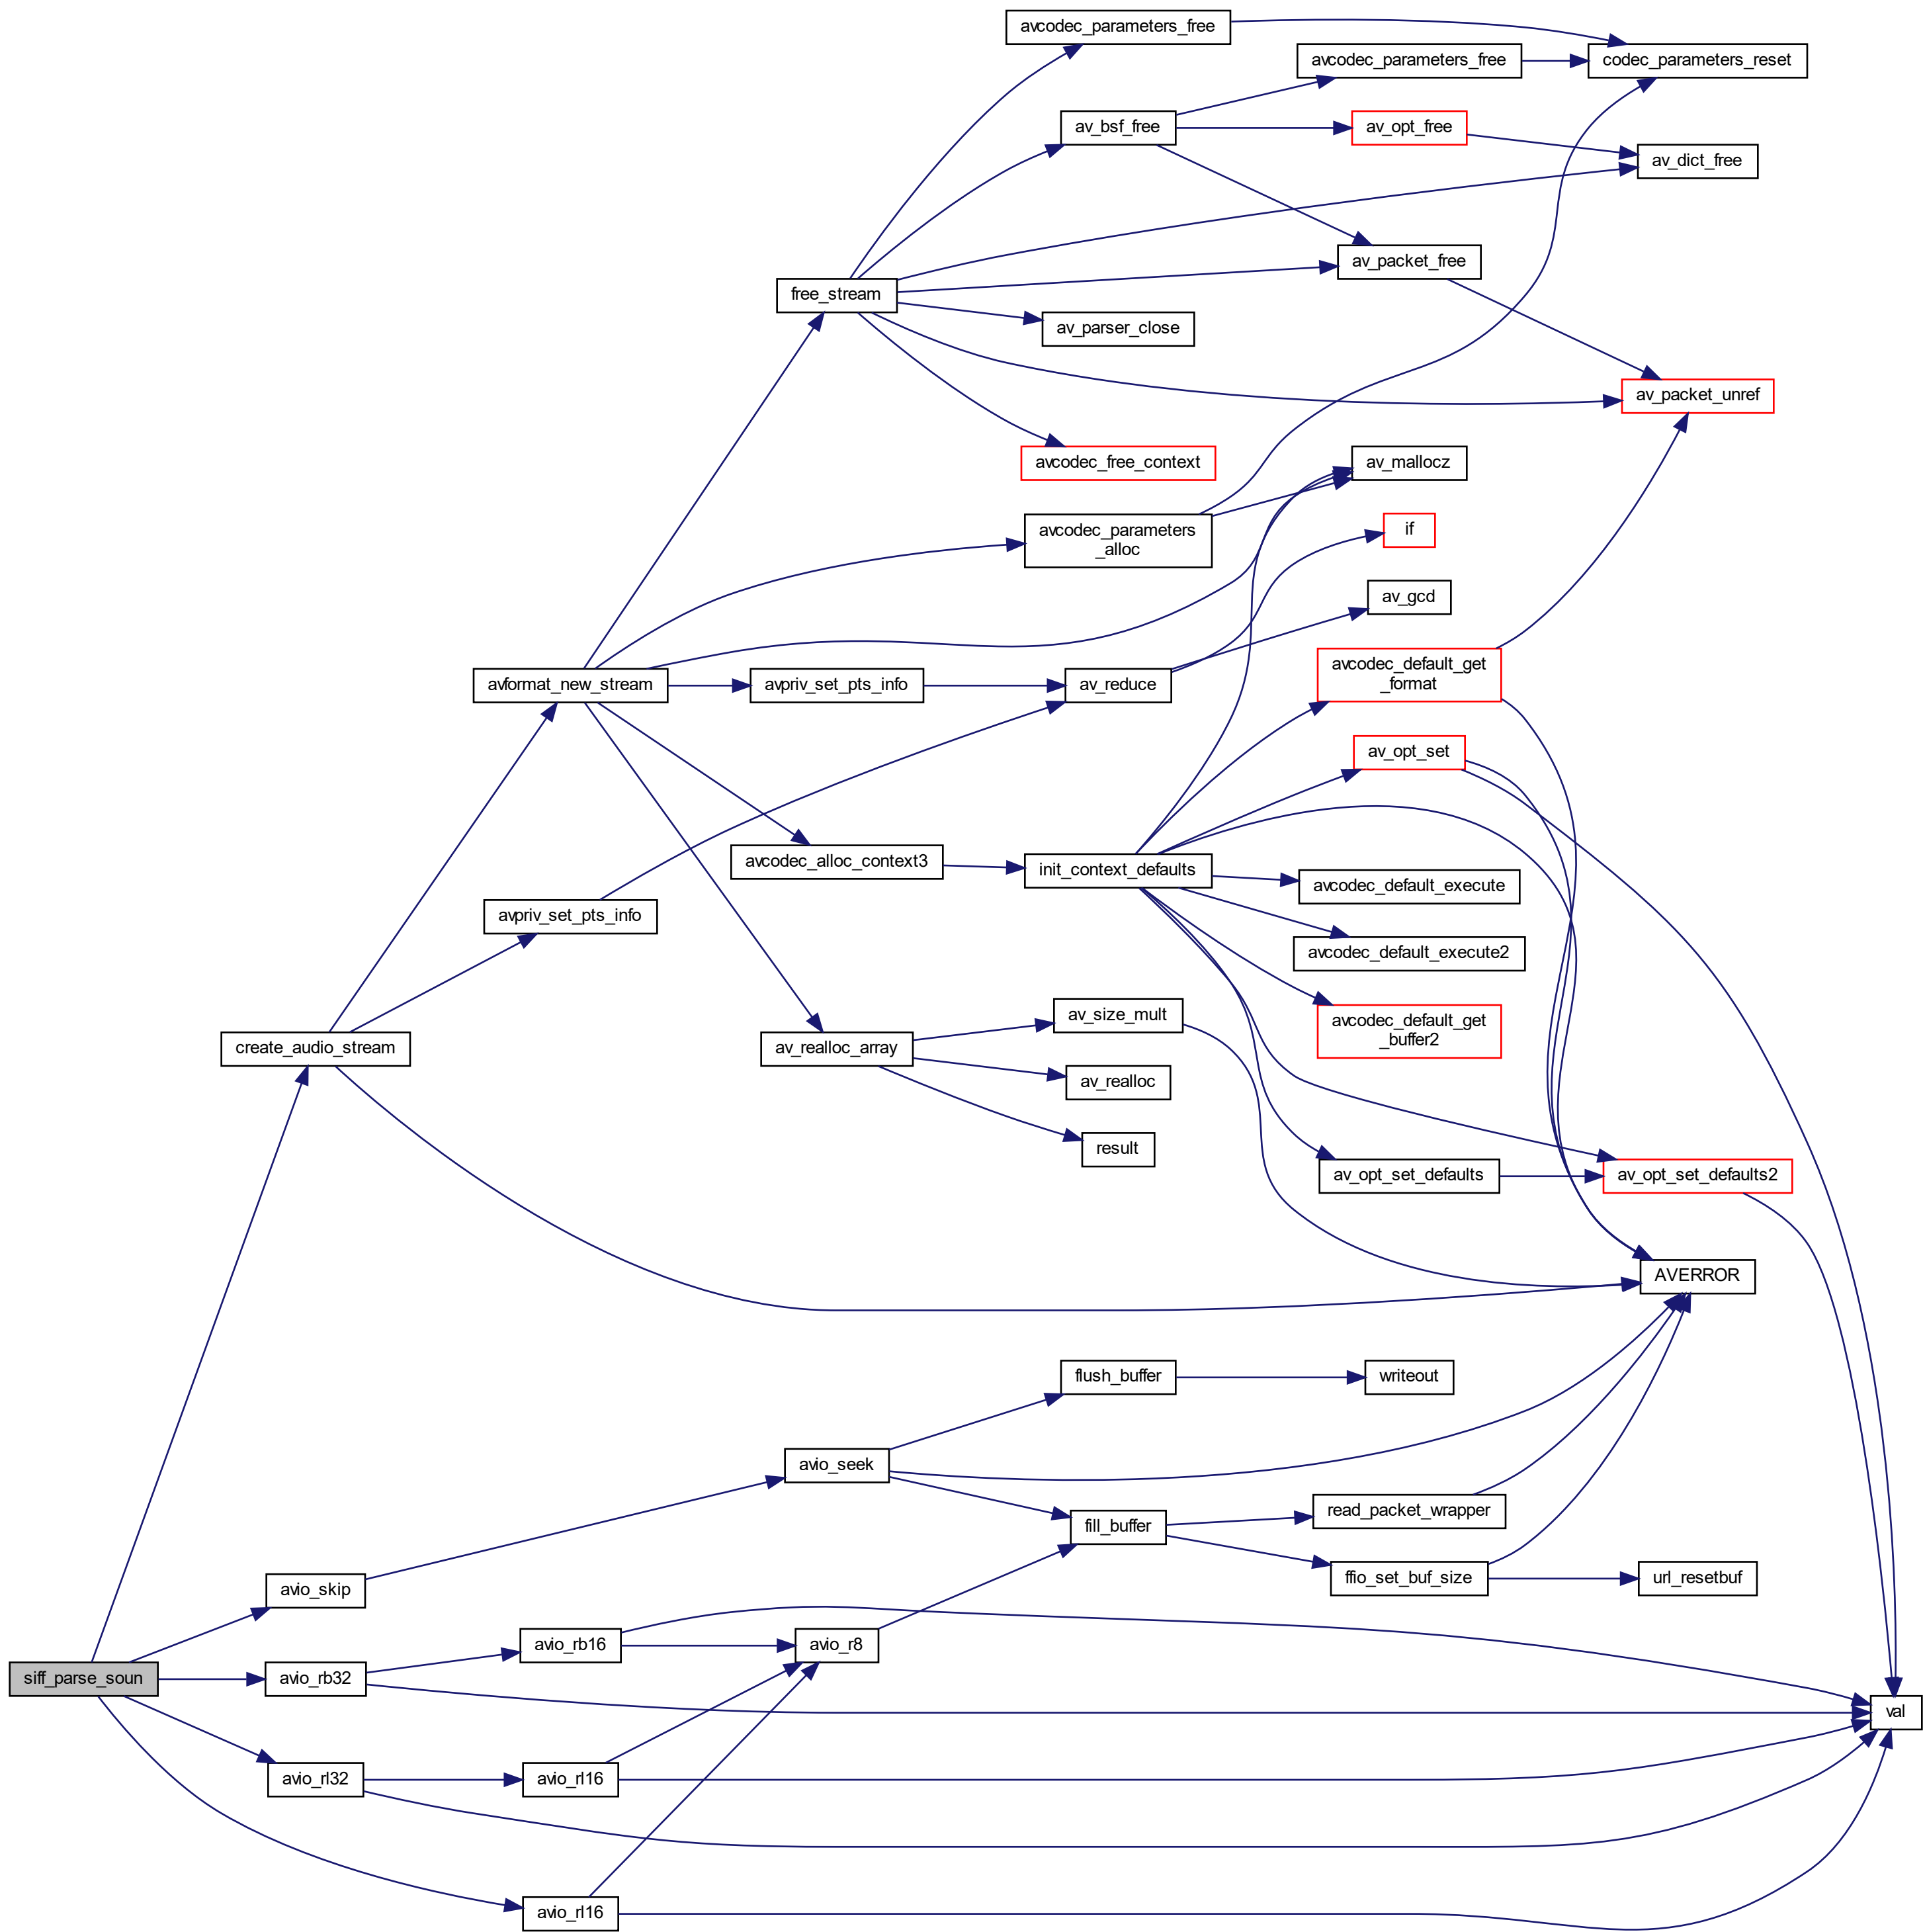 avcodec_parameters_free
codec_parameters_reset
avcodec_parameters_free
av_bsf_free
av_opt_free
av_dict_free
av_packet_free
free_stream
av_parser_close
av_packet_unref
avcodec_free_context
av_mallocz
avcodec_parameters
_alloc
if
av_gcd
avformat_new_stream
avpriv_set_pts_info
av_reduce
avcodec_default_get
_format
av_opt_set
avcodec_alloc_context3
init_context_defaults
avcodec_default_execute
avpriv_set_pts_info
avcodec_default_execute2
av_size_mult
avcodec_default_get
_buffer2
create_audio_stream
av_realloc_array
av_realloc
result
av_opt_set_defaults
av_opt_set_defaults2
AVERROR
flush_buffer
writeout
avio_seek
read_packet_wrapper
fill_buffer
avio_skip
ffio_set_buf_size
url_resetbuf
avio_rb16
avio_r8
siff_parse_soun
avio_rb32
val
avio_rl32
avio_rl16
avio_rl16